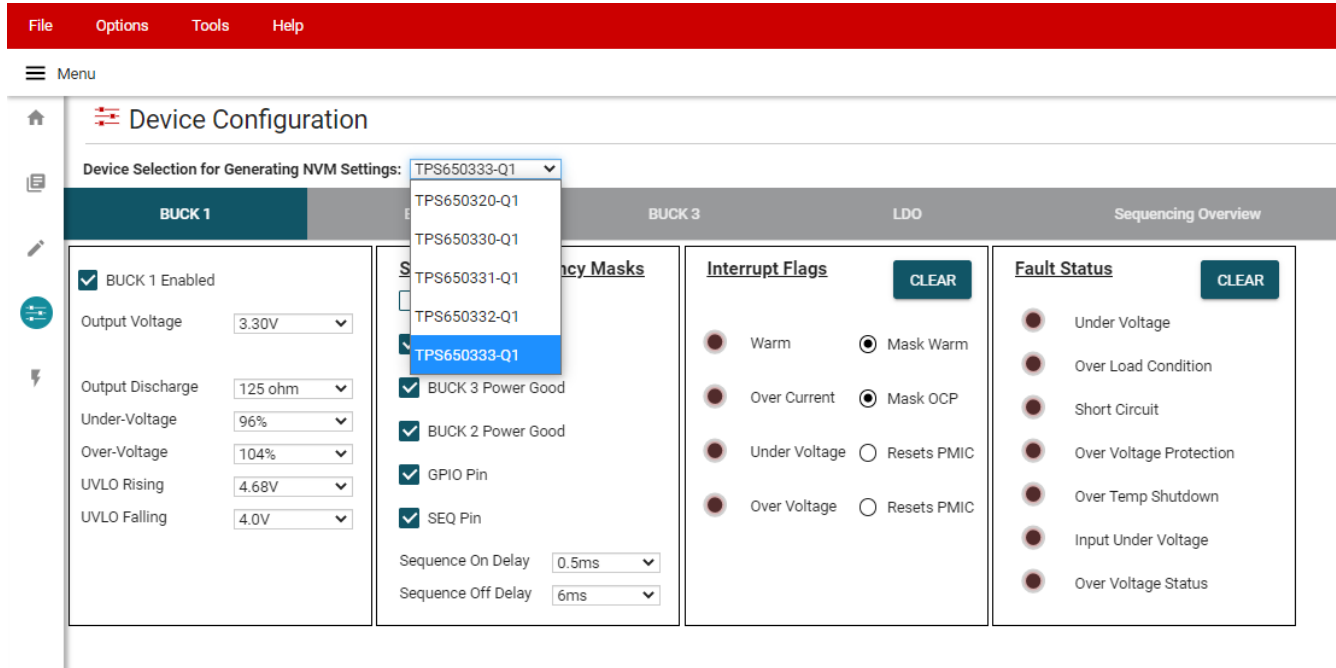 File Options Tools Help
Menu
Device Configuration
Device Selection for Generating NVM Settings: TPS650333-Q1
TPS650320-Q1
TPS650330-Q1
TPS650331-Q1
TPS650332-Q1
TPS650333-Q1
BUCK 1 BUCK 3 LDO Sequencing Overview
BUCK 1 Enabled
Output Voltage 3.30V
Output Discharge 125 ohm
Under-Voltage 96%
Over-Voltage 104%
UVLO Rising 4.68V
UVLO Falling 4.0V
Masks
BUCK 3 Power Good
BUCK 2 Power Good
GPIO Pin
SEQ Pin
Sequence On Delay 0.5ms
Sequence Off Delay 6ms
Interrupt Flags CLEAR
Warm Mask Warm
Over Current Mask OCP
Under Voltage Resets PMIC
Over Voltage Resets PMIC
Fault Status CLEAR
Under Voltage
Over Load Condition
Short Circuit
Over Voltage Protection
Over Temp Shutdown
Input Under Voltage
Over Voltage Status